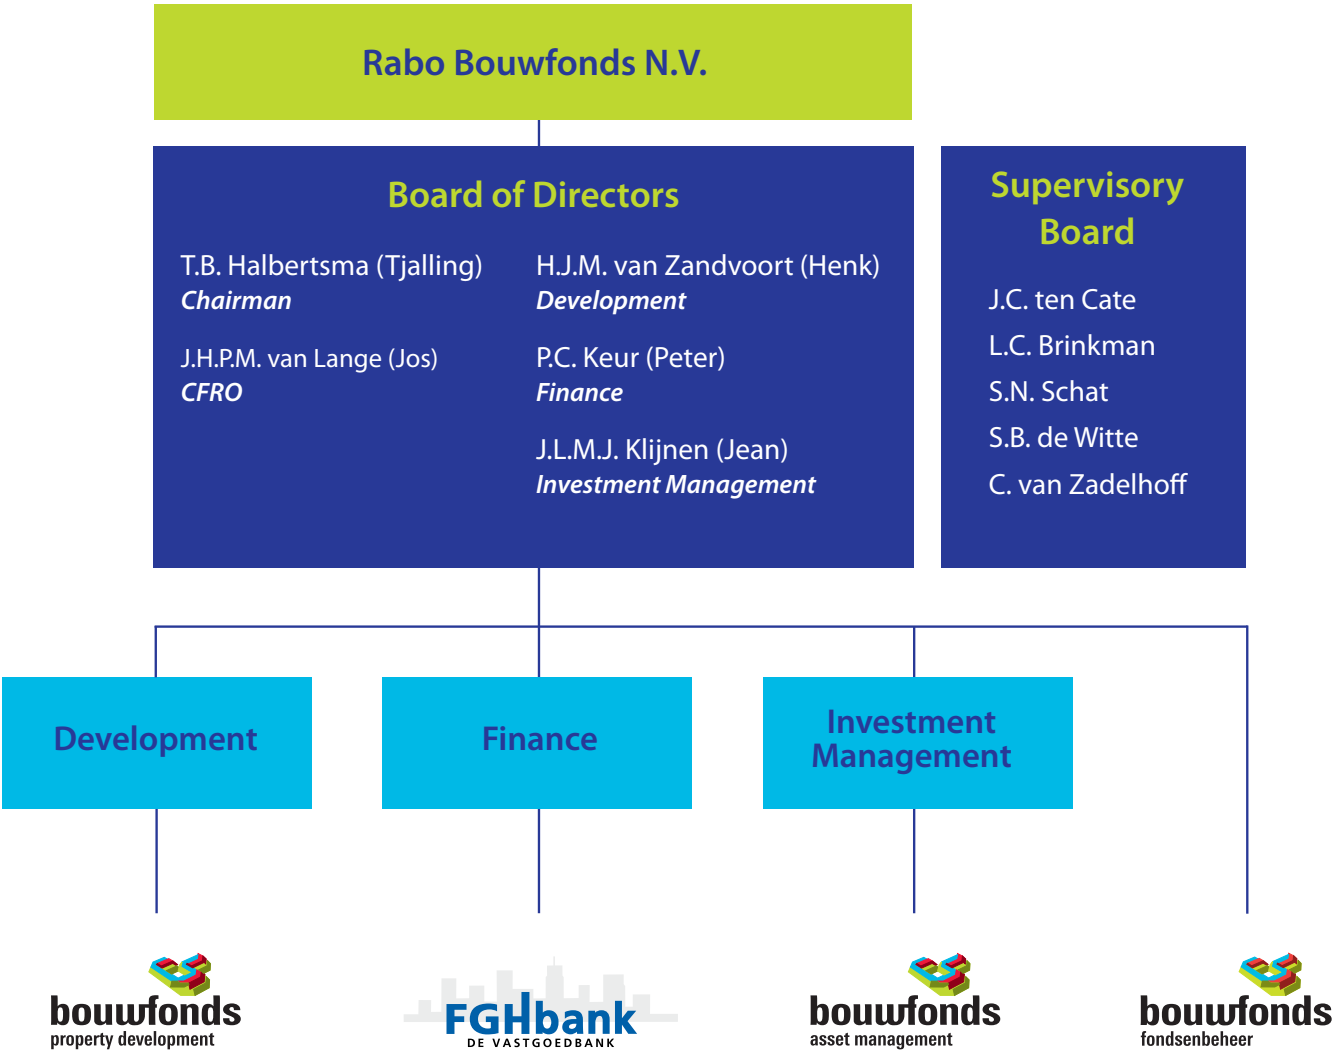 Rabo Bouwfonds N.V.
Board of Directors
T.B. Halbertsma (Tjalling)
Chairman
J.H.P.M. van Lange (Jos)
CFRO
H.J.M. van Zandvoort (Henk)
Development
P.C. Keur (Peter)
Finance
J.L.M.J. Klijnen (Jean)
Investment Management
Supervisory
Board
J.C. ten Cate
L.C. Brinkman
S.N. Schat
S.B. de Witte
C. van Zadelhoff
Development
Finance
Investment
Management
bouwfonds
property development
FGHbank
DE VASTGOEDBANK
bouwfonds
asset management
bouwfonds
fondsenbeheer